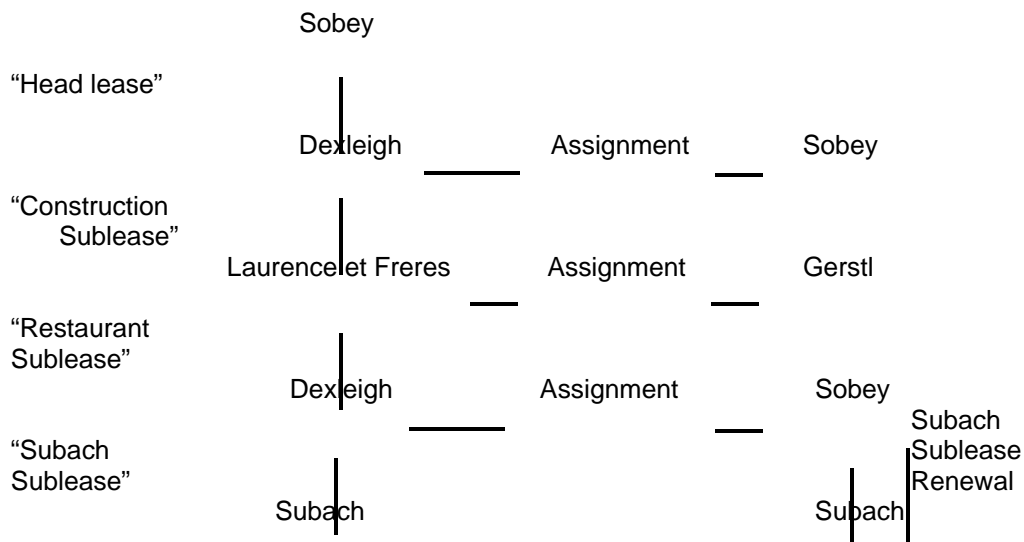 Sobey
“Head lease”
Dexleigh Assignment Sobey
“Construction
Sublease”
Laurence et Freres Assignment Gerstl
“Restaurant
Sublease”
Dexleigh Assignment Sobey
Subach
“Subach Sublease
Sublease” Renewal
Subach Subach